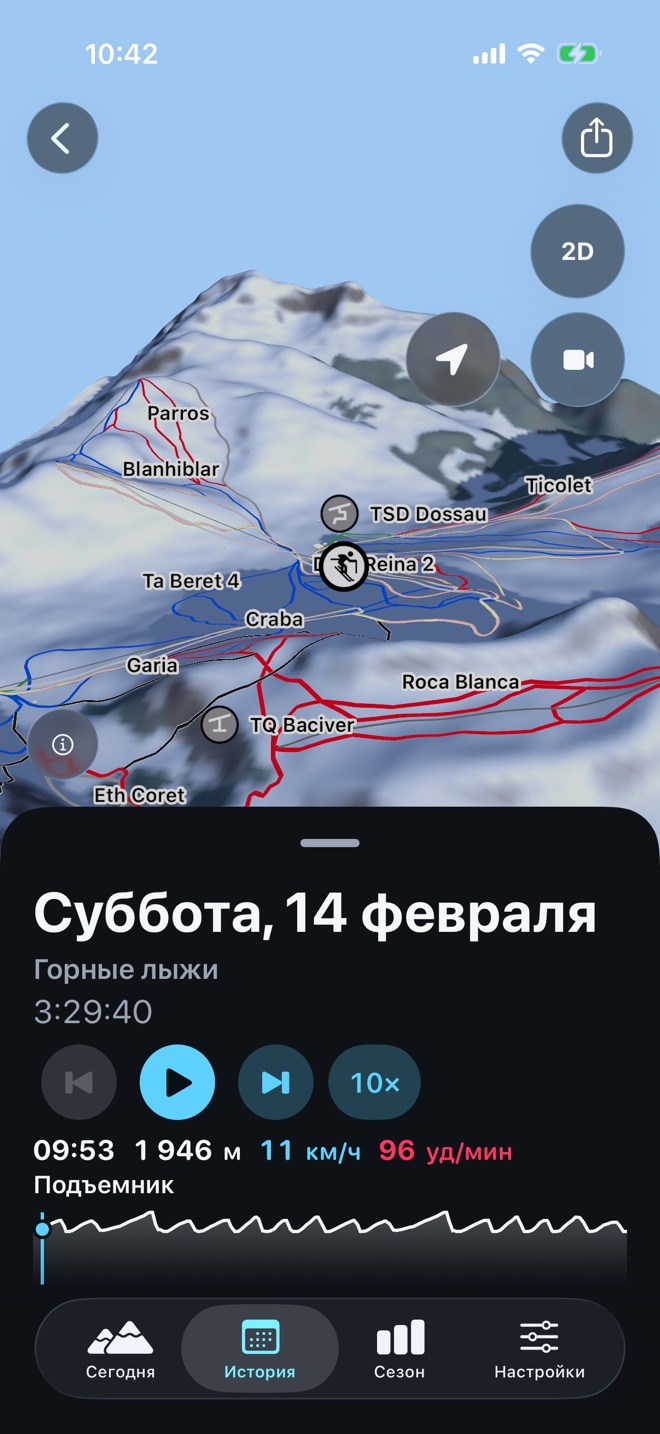 10:42
2D
Parros
Blanhiblar
Ticolet
TSD Dossau
Reina 2
Ta Beret 4
Craba
Garia
Roca Blanca
TQ Baciver
Eth Coret
Суббота, 14 февраля
Горные лыжи
3:29:40
10×
09:53 1 946 м 11 км/ч 96 уд/мин
Подъемник
Сегодня История Сезон Настройки